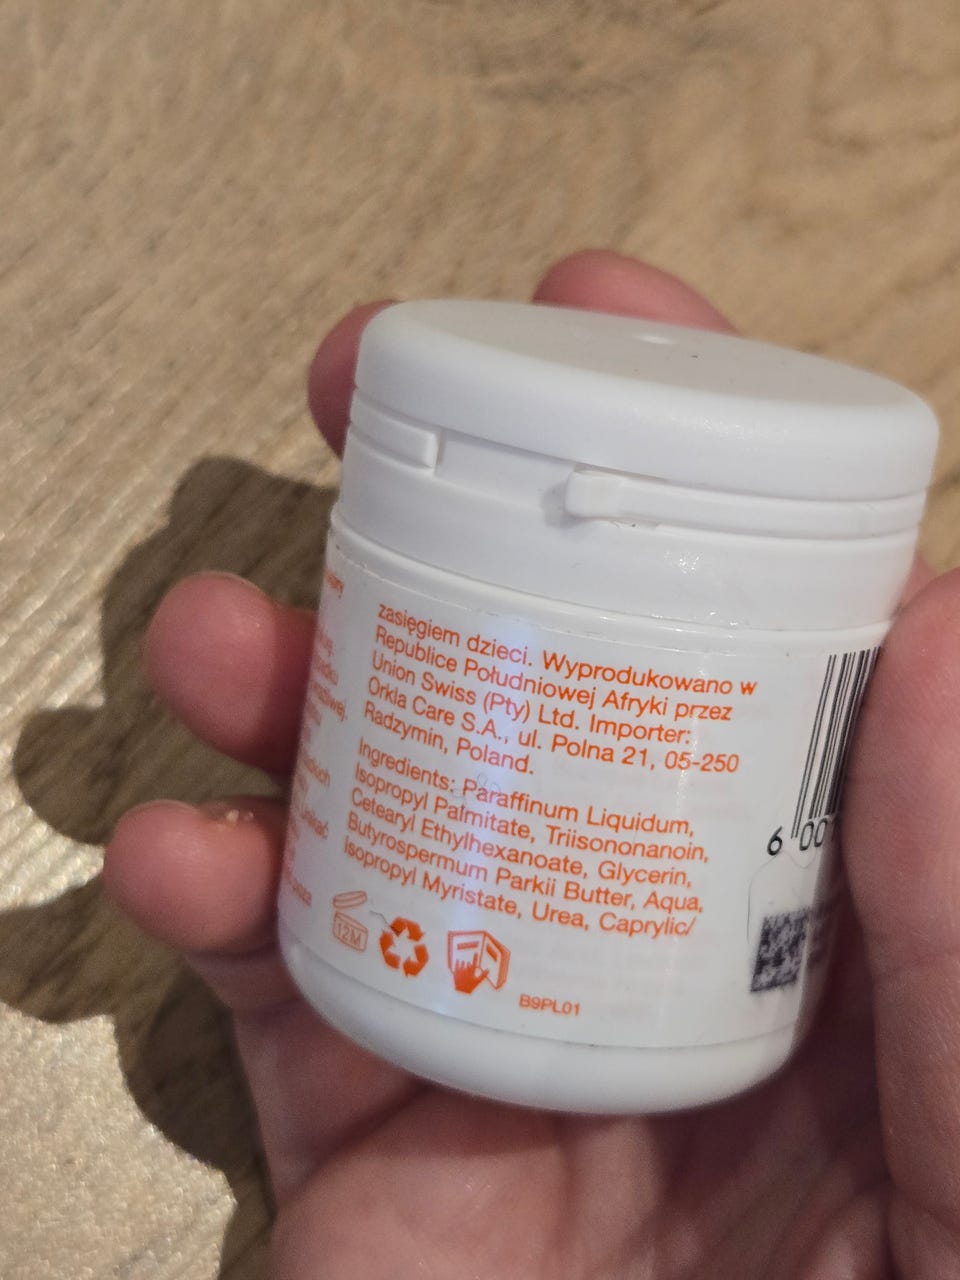 zasięgiem dzieci. Wyprodukowano w
Republice Południowej Afryki przez
Union Swiss (Pty) Ltd. Importer:
Orkla Care S.A., ul. Polna 21, 05-250
Radzymin, Poland.
Ingredients: Paraffinum Liquidum,
Isopropyl Palmitate, Triisononanoin,
Cetearyl Ethylhexanoate, Glycerin,
Butyrospermum Parkii Butter, Aqua,
Isopropyl Myristate, Urea, Caprylic/
12M
B9PL01
6 00